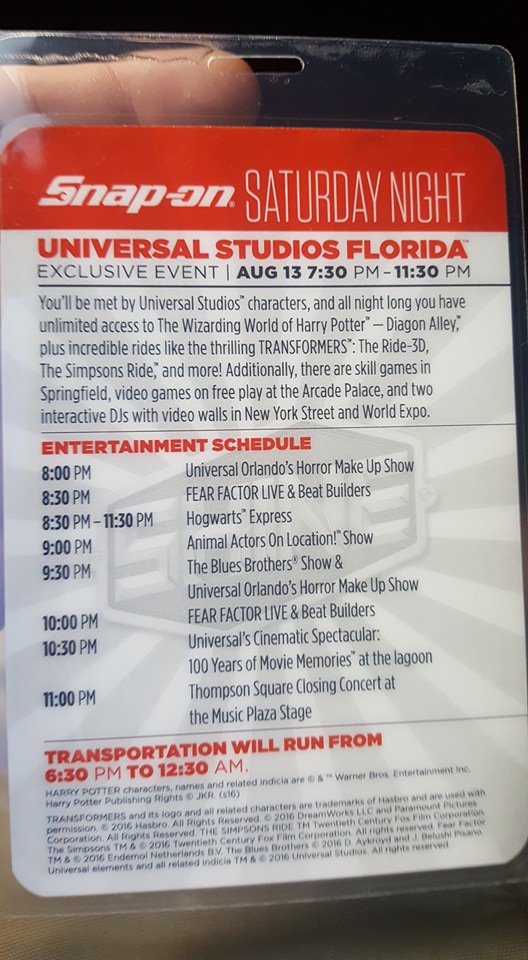 Snap-on® SATURDAY NIGHT
UNIVERSAL STUDIOS FLORIDA™
EXCLUSIVE EVENT | AUG 13 7:30 PM – 11:30 PM
You'll be met by Universal Studios™ characters, and all night long you have
unlimited access to The Wizarding World of Harry Potter™ — Diagon Alley,™
plus incredible rides like the thrilling TRANSFORMERS™: The Ride-3D,
The Simpsons Ride,™ and more! Additionally, there are skill games in
Springfield, video games on free play at the Arcade Palace, and two
interactive DJs with video walls in New York Street and World Expo.
ENTERTAINMENT SCHEDULE
8:00 PM Universal Orlando's Horror Make Up Show
8:30 PM FEAR FACTOR LIVE & Beat Builders
8:30 PM – 11:30 PM Hogwarts™ Express
9:00 PM Animal Actors On Location!™ Show
9:30 PM The Blues Brothers® Show &
Universal Orlando's Horror Make Up Show
10:00 PM FEAR FACTOR LIVE & Beat Builders
10:30 PM Universal's Cinematic Spectacular:
100 Years of Movie Memories™ at the lagoon
11:00 PM Thompson Square Closing Concert at
the Music Plaza Stage
TRANSPORTATION WILL RUN FROM
6:30 PM TO 12:30 AM.
HARRY POTTER characters, names and related indicia are © & ™ Warner Bros. Entertainment Inc.
Harry Potter Publishing Rights © JKR. (s16)
TRANSFORMERS and its logo and all related characters are trademarks of Hasbro and are used with
permission. © 2016 Hasbro. All Rights Reserved. © 2016 DreamWorks LLC and Paramount Pictures
Corporation. All Rights Reserved. THE SIMPSONS RIDE TM Twentieth Century Fox Film Corporation.
The Simpsons TM & © 2016 Twentieth Century Fox Film Corporation. All rights reserved. Fear Factor
TM & © 2016 Endemol Netherlands B.V. The Blues Brothers © 2016 D. Aykroyd and J. Belushi Pisano.
Universal elements and all related indicia TM & © 2016 Universal Studios. All rights reserved.